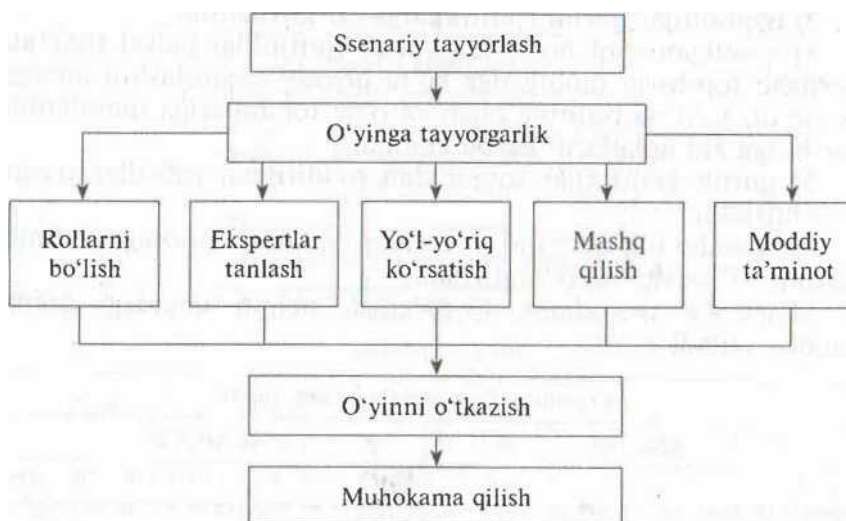 Ssenariy tayyorlash
O‘yinga tayyorgarlik
Rollarni
bo‘lish
Ekspertlar
tanlash
Yo‘l-yo‘riq
ko‘rsatish
Mashq
qilish
Moddiy
ta’minot
O‘yinni o‘tkazish
Muhokama qilish